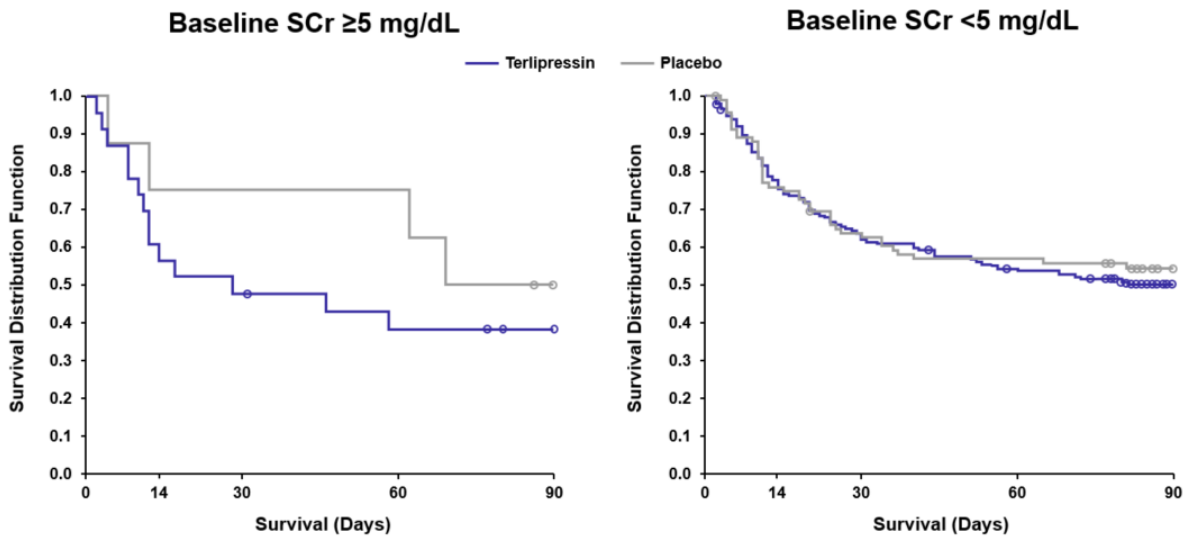 Baseline SCr ≥5 mg/dL
Baseline SCr <5 mg/dL
Terlipressin
Placebo
Survival Distribution Function
1.0
0.9
0.8
0.7
0.6
0.5
0.4
0.3
0.2
0.1
0.0
0 14 30 60 90
Survival (Days)
Survival Distribution Function
1.0
0.9
0.8
0.7
0.6
0.5
0.4
0.3
0.2
0.1
0.0
0 14 30 60 90
Survival (Days)